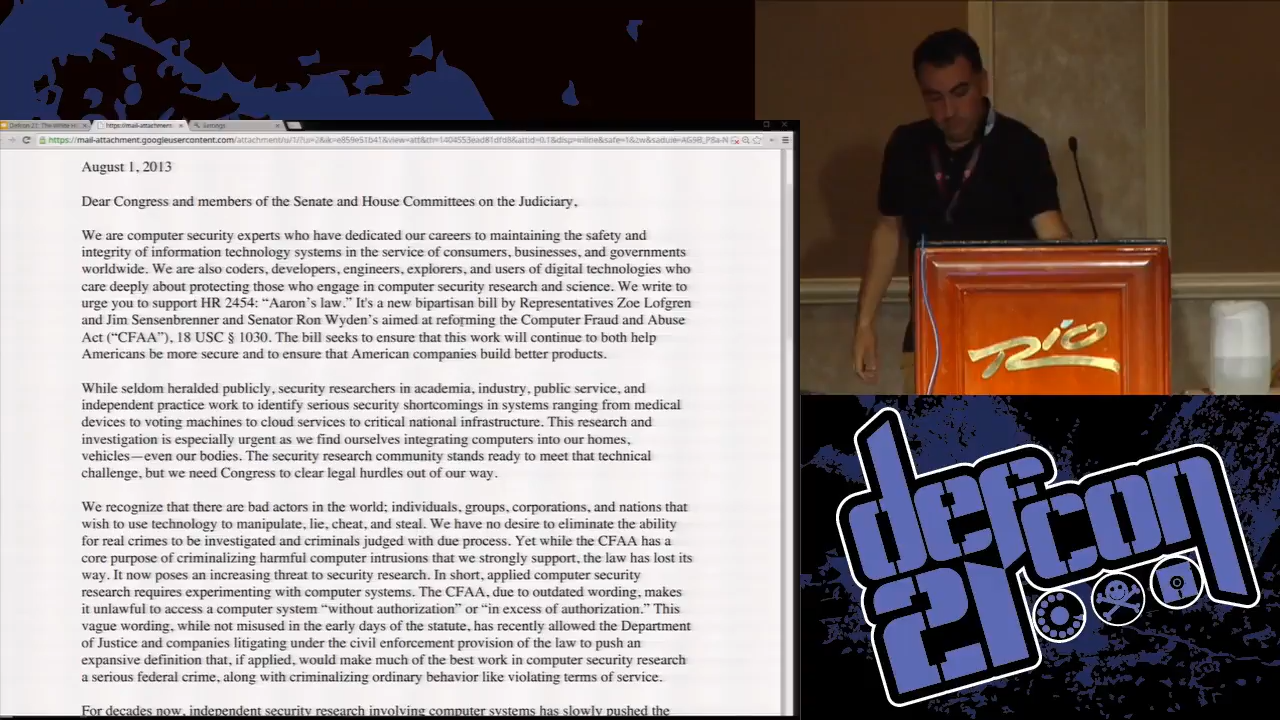 Defcon 21: The White H
https://mail-attachment
Settings
August 1, 2013
Dear Congress and members of the Senate and House Committees on the Judiciary,
We are computer security experts who have dedicated our careers to maintaining the safety and
integrity of information technology systems in the service of consumers, businesses, and governments
worldwide. We are also coders, developers, engineers, explorers, and users of digital technologies who
care deeply about protecting those who engage in computer security research and science. We write to
urge you to support HR 2454: “Aaron’s law.” It's a new bipartisan bill by Representatives Zoe Lofgren
and Jim Sensenbrenner and Senator Ron Wyden’s aimed at reforming the Computer Fraud and Abuse
Act (“CFAA”), 18 USC § 1030. The bill seeks to ensure that this work will continue to both help
Americans be more secure and to ensure that American companies build better products.
While seldom heralded publicly, security researchers in academia, industry, public service, and
independent practice work to identify serious security shortcomings in systems ranging from medical
devices to voting machines to cloud services to critical national infrastructure. This research and
investigation is especially urgent as we find ourselves integrating computers into our homes,
vehicles—even our bodies. The security research community stands ready to meet that technical
challenge, but we need Congress to clear legal hurdles out of our way.
We recognize that there are bad actors in the world; individuals, groups, corporations, and nations that
wish to use technology to manipulate, lie, cheat, and steal. We have no desire to eliminate the ability
for real crimes to be investigated and criminals judged with due process. Yet while the CFAA has a
core purpose of criminalizing harmful computer intrusions that we strongly support, the law has lost its
way. It now poses an increasing threat to security research. In short, applied computer security
research requires experimenting with computer systems. The CFAA, due to outdated wording, makes
it unlawful to access a computer system “without authorization” or “in excess of authorization.” This
vague wording, while not misused in the early days of the statute, has recently allowed the Department
of Justice and companies litigating under the civil enforcement provision of the law to push an
expansive definition that, if applied, would make much of the best work in computer security research
a serious federal crime, along with criminalizing ordinary behavior like violating terms of service.
For decades now, independent security research involving computer systems has slowly pushed the
Rio
defcon
21